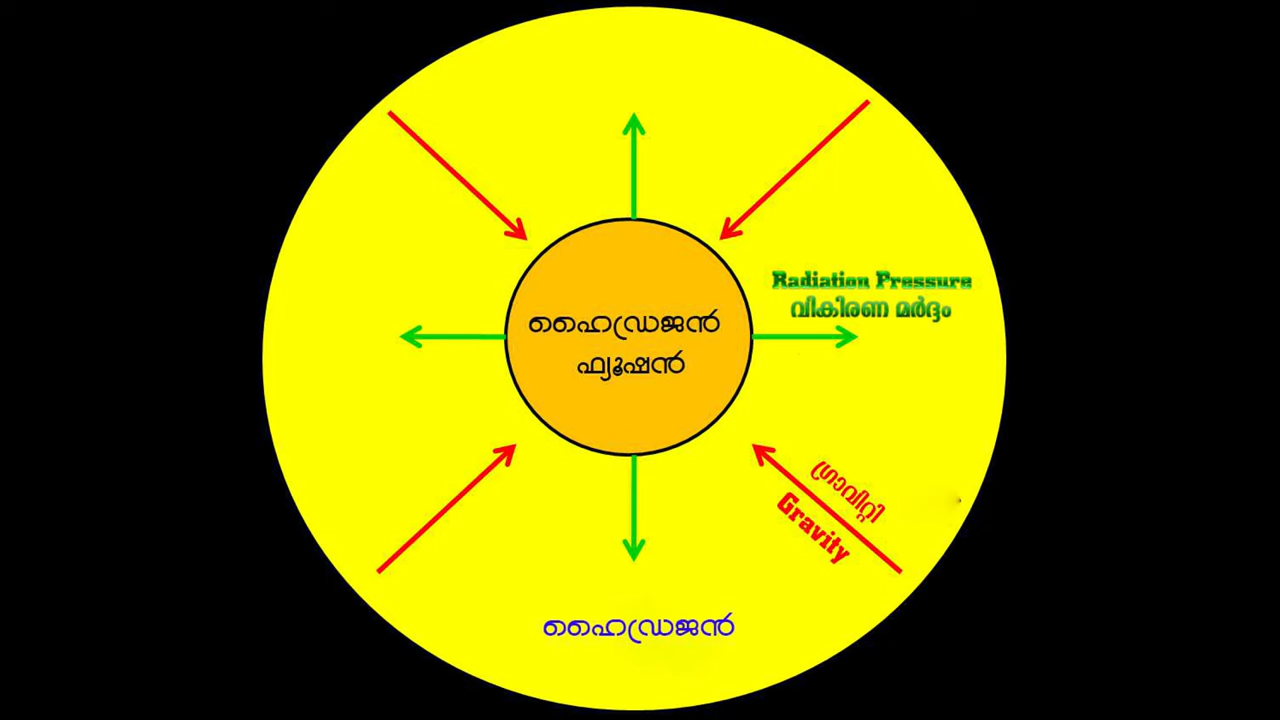 Radiation Pressure
വികിരണ മർദ്ദം
ഹൈഡ്രജൻ
ഫ്യൂഷൻ
ഗ്രാവിറ്റി
Gravity
ഹൈഡ്രജൻ